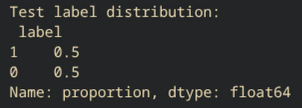 Test label distribution:
label
1    0.5
0    0.5
Name: proportion, dtype: float64